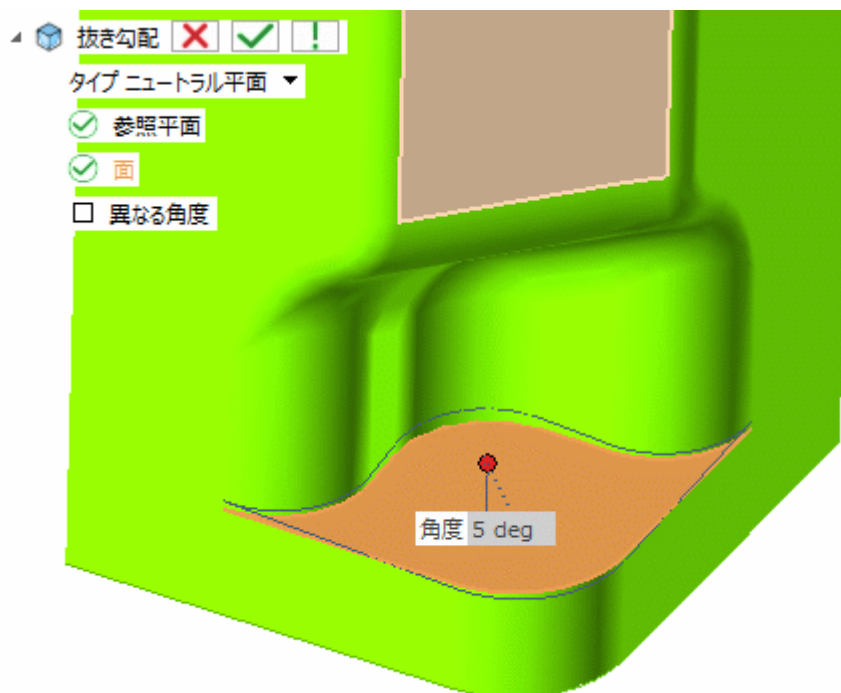 抜き勾配
タイプ ニュートラル平面
参照平面
面
異なる角度
角度 5 deg